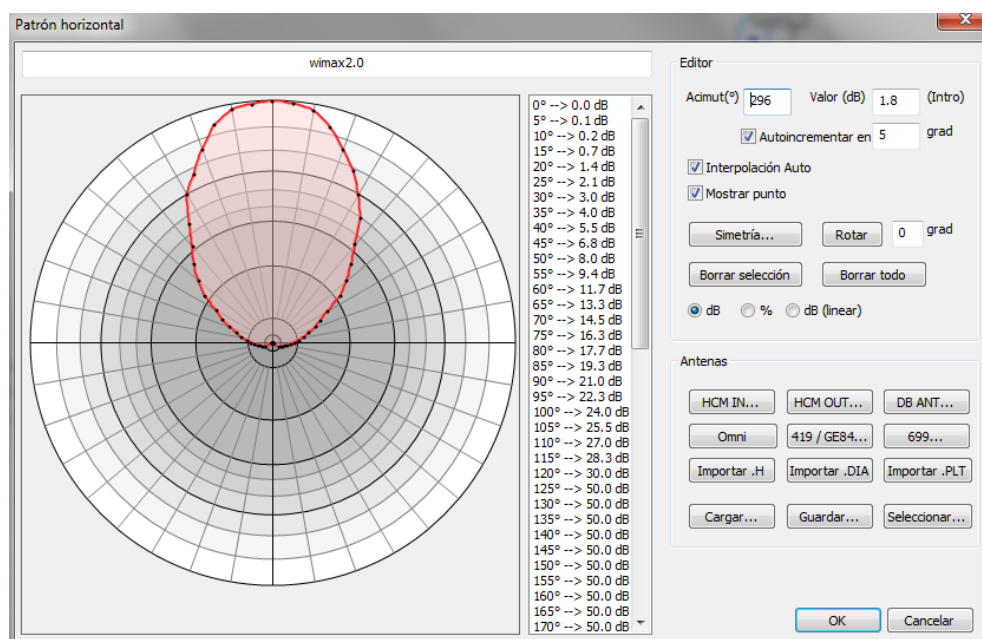 Patrón horizontal
wimax2.0
0° --> 0.0 dB
5° --> 0.1 dB
10° --> 0.2 dB
15° --> 0.7 dB
20° --> 1.4 dB
25° --> 2.1 dB
30° --> 3.0 dB
35° --> 4.0 dB
40° --> 5.5 dB
45° --> 6.8 dB
50° --> 8.0 dB
55° --> 9.4 dB
60° --> 11.7 dB
65° --> 13.3 dB
70° --> 14.5 dB
75° --> 16.3 dB
80° --> 17.7 dB
85° --> 19.3 dB
90° --> 21.0 dB
95° --> 22.3 dB
100° --> 24.0 dB
105° --> 25.5 dB
110° --> 27.0 dB
115° --> 28.3 dB
120° --> 30.0 dB
125° --> 50.0 dB
130° --> 50.0 dB
135° --> 50.0 dB
140° --> 50.0 dB
145° --> 50.0 dB
150° --> 50.0 dB
155° --> 50.0 dB
160° --> 50.0 dB
165° --> 50.0 dB
170° --> 50.0 dB
Editor
Acimut(°) 296 Valor (dB) 1.8 (Intro)
Autoincrementar en 5 grad
Interpolación Auto
Mostrar punto
Simetría... Rotar 0 grad
Borrar selección Borrar todo
dB % dB (linear)
Antenas
HCM IN... HCM OUT... DB ANT...
Omni 419 / GE84... 699...
Importar .H Importar .DIA Importar .PLT
Cargar... Guardar... Seleccionar...
OK Cancelar